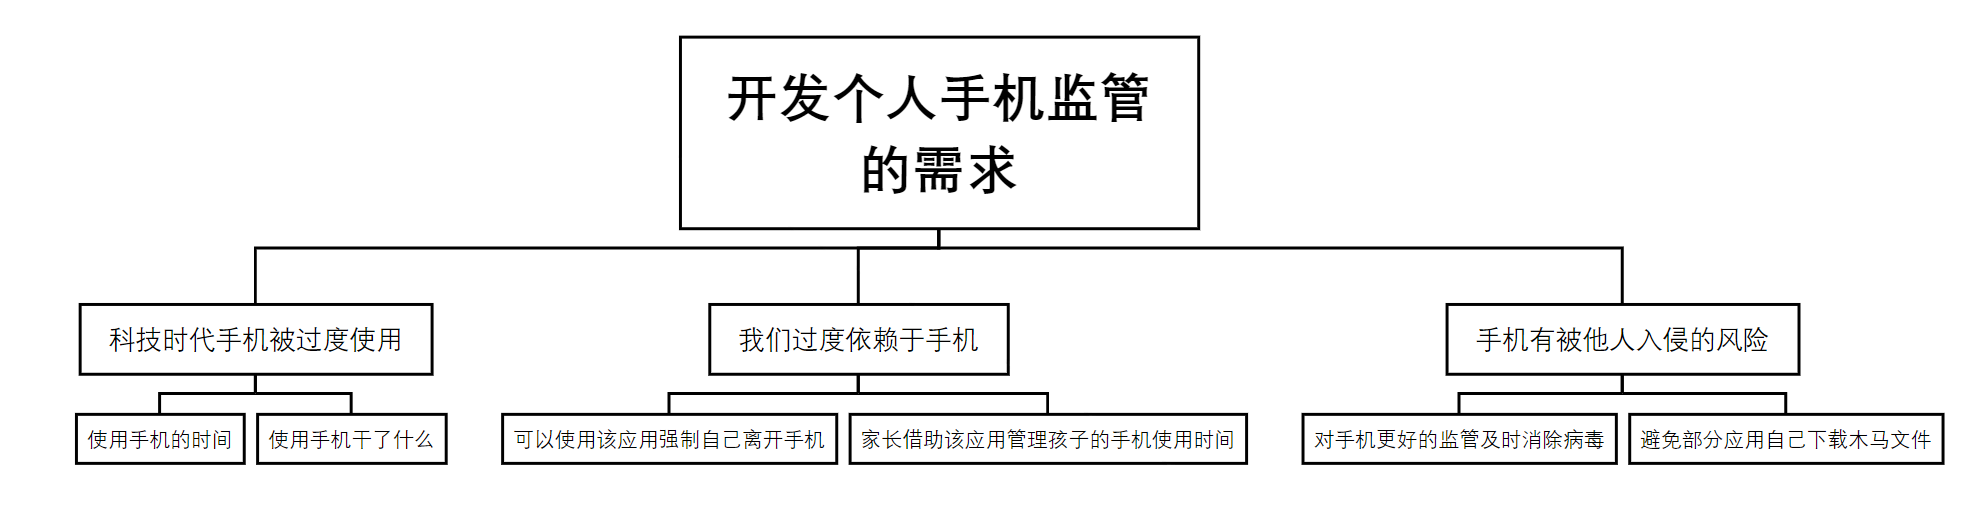 开发个人手机监管
的需求
科技时代手机被过度使用
我们过度依赖于手机
手机有被他人入侵的风险
使用手机的时间
使用手机干了什么
可以使用该应用强制自己离开手机
家长借助该应用管理孩子的手机使用时间
对手机更好的监管及时消除病毒
避免部分应用自己下载木马文件